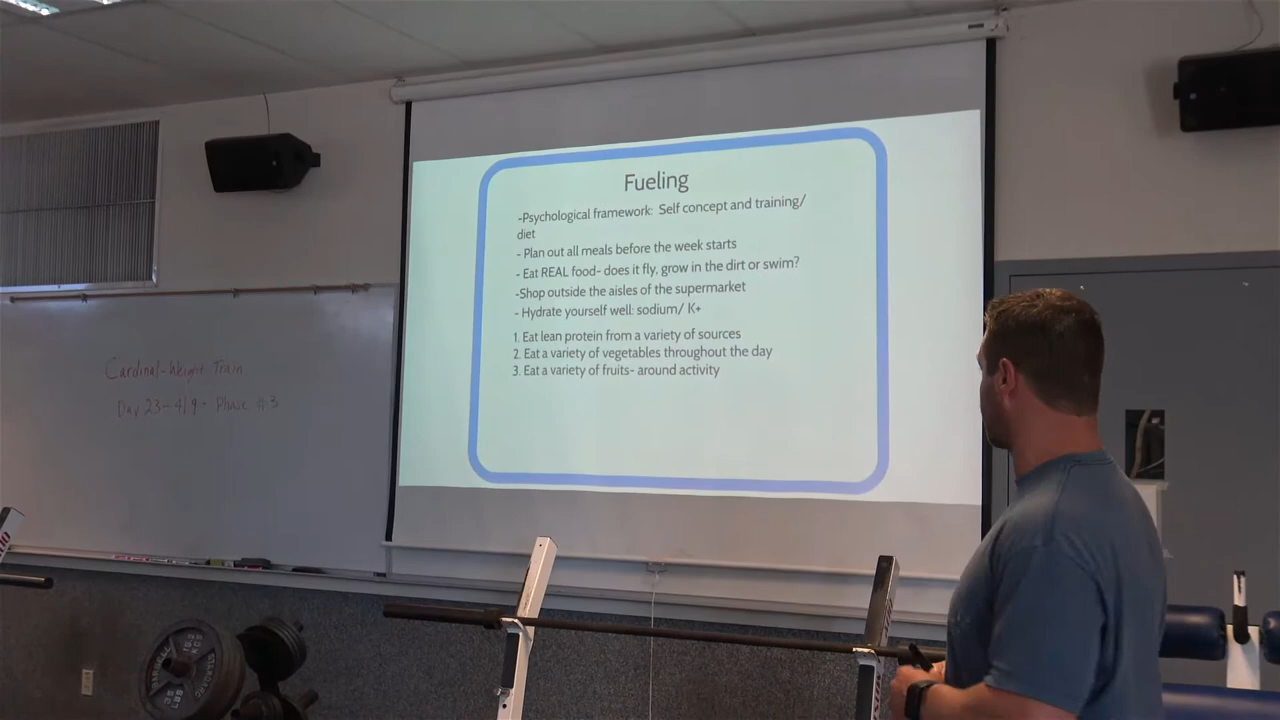 Fueling
-Psychological framework: Self concept and training/
diet
- Plan out all meals before the week starts
- Eat REAL food- does it fly, grow in the dirt or swim?
-Shop outside the aisles of the supermarket
- Hydrate yourself well: sodium/ K+
1. Eat lean protein from a variety of sources
2. Eat a variety of vegetables throughout the day
3. Eat a variety of fruits- around activity
Cardinal-Weight Train
Day 23-4/9- Phase #3